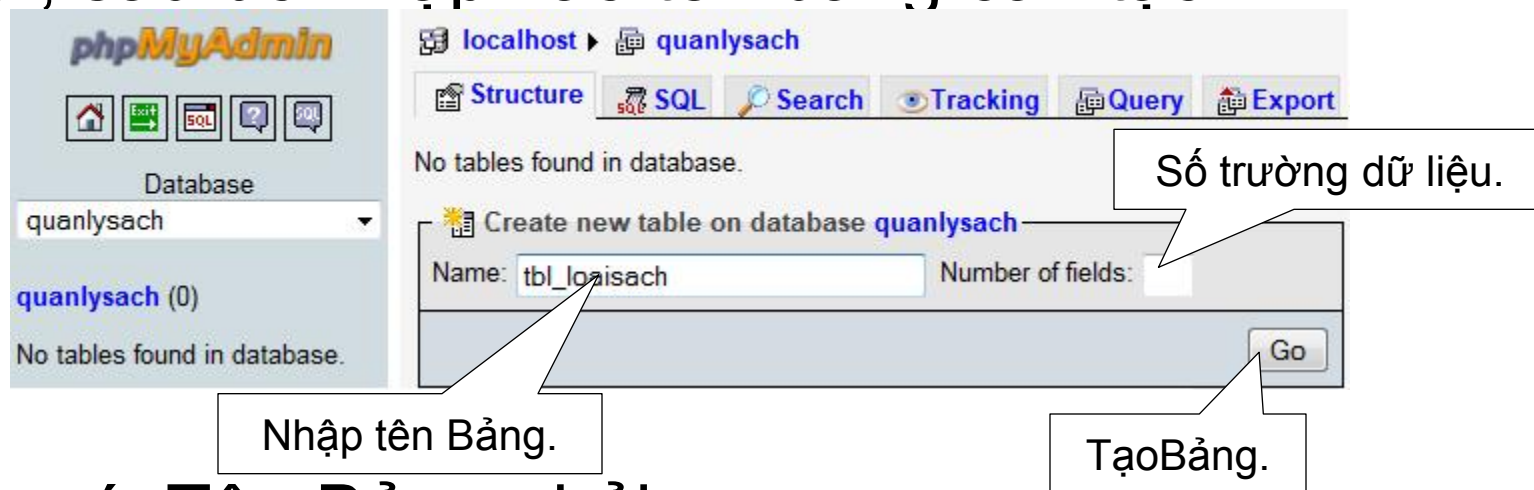 phpMyAdmin
localhost ▸ quanlysach
Structure SQL Search Tracking Query Export
Database
quanlysach
quanlysach (0)
No tables found in database.
No tables found in database.
Số trường dữ liệu.
Create new table on database quanlysach
Name: tbl_loaisach Number of fields:
Go
Nhập tên Bảng.
TạoBảng.